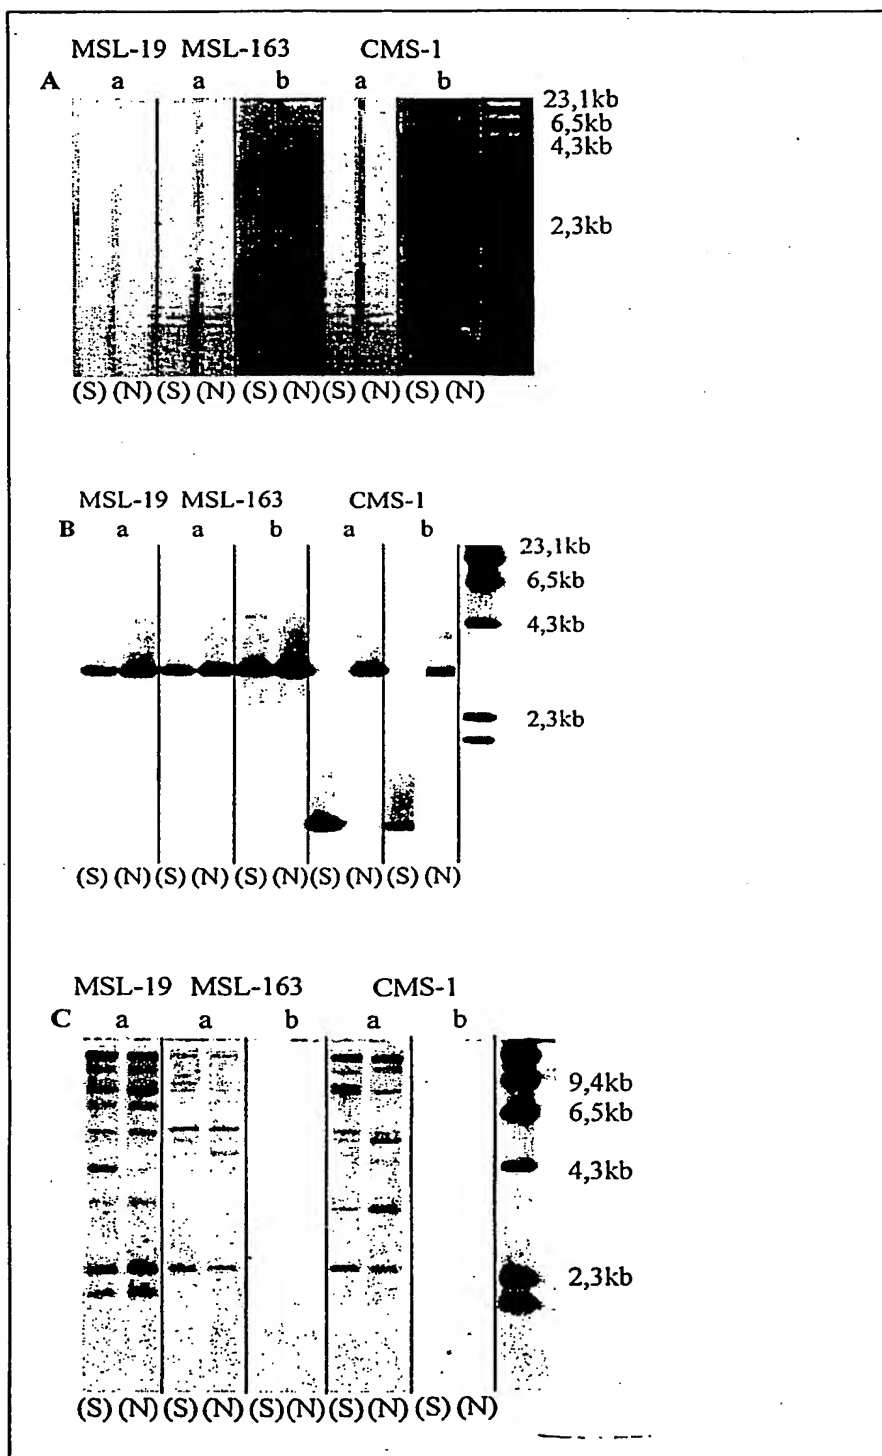 MSL-19 MSL-163 CMS-1
A a a b a b
23,1kb
6,5kb
4,3kb
2,3kb
(S) (N) (S) (N) (S) (N) (S) (N) (S) (N)
MSL-19 MSL-163 CMS-1
B a a b a b
23,1kb
6,5kb
4,3kb
2,3kb
(S) (N) (S) (N) (S) (N) (S) (N) (S) (N)
MSL-19 MSL-163 CMS-1
C a a b a b
9,4kb
6,5kb
4,3kb
2,3kb
(S) (N) (S) (N) (S) (N) (S) (N) (S) (N)